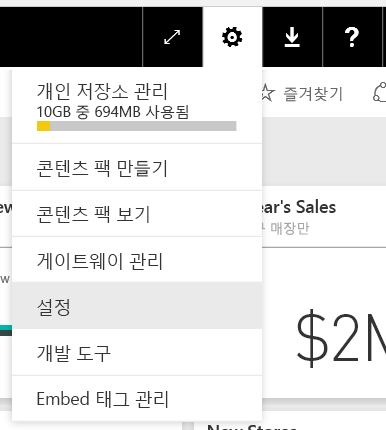 개인 저장소 관리
10GB 중 694MB 사용됨
즐겨찾기
콘텐츠 팩 만들기
콘텐츠 팩 보기
ear's Sales
매장만
게이트웨이 관리
설정
$2M
개발 도구
Embed 태그 관리
New Stores